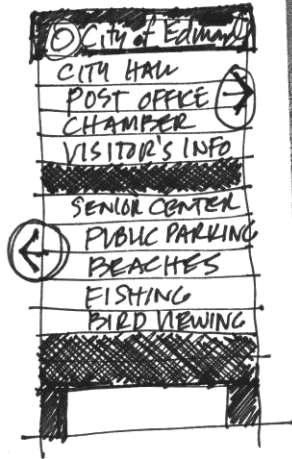 City of Edmonds
CITY HALL
POST OFFICE
CHAMBER
VISITOR'S INFO
SENIOR CENTER
PUBLIC PARKING
BEACHES
FISHING
BIRD VIEWING